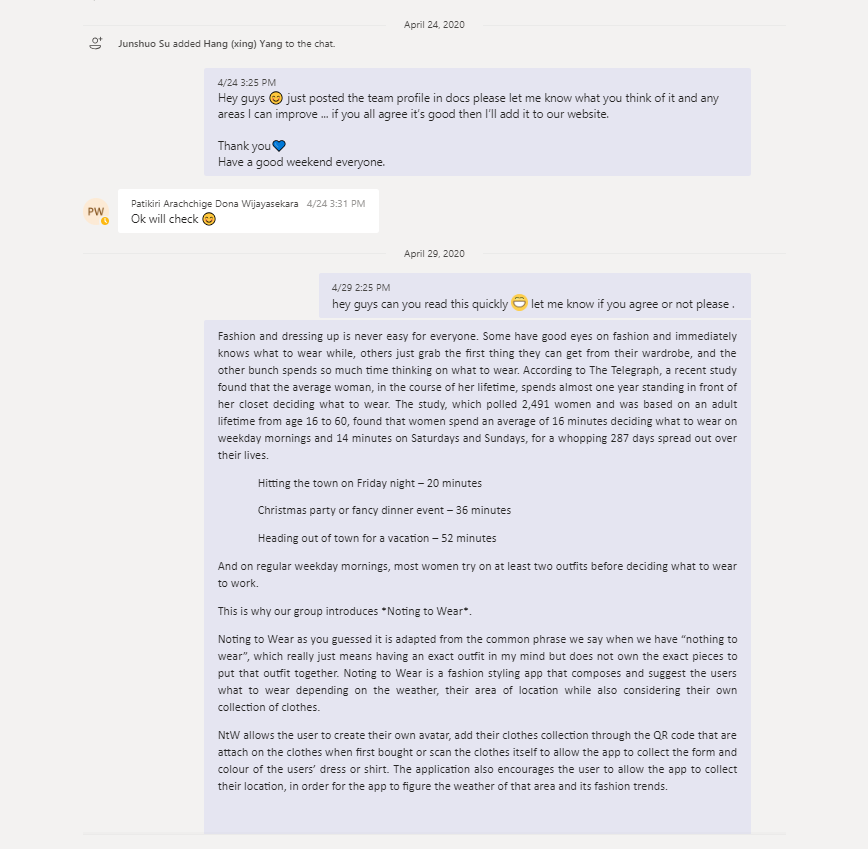 April 24, 2020
Junshuo Su added Hang (xing) Yang to the chat.
4/24 3:25 PM
Hey guys 😊 just posted the team profile in docs please let me know what you think of it and any
areas I can improve ... if you all agree it's good then I'll add it to our website.
Thank you💙
Have a good weekend everyone.
PW
Patikiri Arachchige Dona Wijayasekara 4/24 3:31 PM
Ok will check 😊
April 29, 2020
4/29 2:25 PM
hey guys can you read this quickly 😁 let me know if you agree or not please .
Fashion and dressing up is never easy for everyone. Some have good eyes on fashion and immediately
knows what to wear while, others just grab the first thing they can get from their wardrobe, and the
other bunch spends so much time thinking on what to wear. According to The Telegraph, a recent study
found that the average woman, in the course of her lifetime, spends almost one year standing in front of
her closet deciding what to wear. The study, which polled 2,491 women and was based on an adult
lifetime from age 16 to 60, found that women spend an average of 16 minutes deciding what to wear on
weekday mornings and 14 minutes on Saturdays and Sundays, for a whopping 287 days spread out over
their lives.
Hitting the town on Friday night – 20 minutes
Christmas party or fancy dinner event – 36 minutes
Heading out of town for a vacation – 52 minutes
And on regular weekday mornings, most women try on at least two outfits before deciding what to wear
to work.
This is why our group introduces *Noting to Wear*.
Noting to Wear as you guessed it is adapted from the common phrase we say when we have “nothing to
wear”, which really just means having an exact outfit in my mind but does not own the exact pieces to
put that outfit together. Noting to Wear is a fashion styling app that composes and suggest the users
what to wear depending on the weather, their area of location while also considering their own
collection of clothes.
NtW allows the user to create their own avatar, add their clothes collection through the QR code that are
attach on the clothes when first bought or scan the clothes itself to allow the app to collect the form and
colour of the users’ dress or shirt. The application also encourages the user to allow the app to collect
their location, in order for the app to figure the weather of that area and its fashion trends.